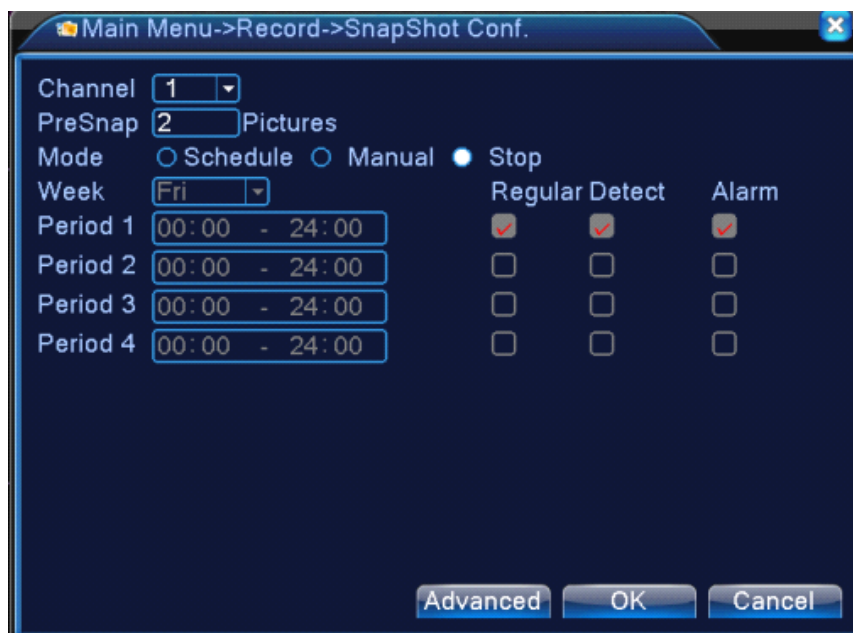 Main Menu->Record->SnapShot Conf.
Channel 1
PreSnap 2 Pictures
Mode Schedule Manual Stop
Week Fri Regular Detect Alarm
Period 1 00:00 - 24:00
Period 2 00:00 - 24:00
Period 3 00:00 - 24:00
Period 4 00:00 - 24:00
Advanced OK Cancel